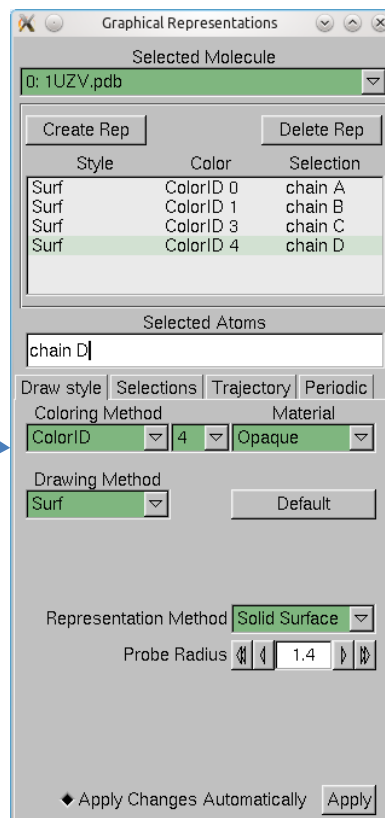 Graphical Representations
Selected Molecule
0: 1UZV.pdb
Create Rep Delete Rep
Style Color Selection
Surf ColorID 0 chain A
Surf ColorID 1 chain B
Surf ColorID 3 chain C
Surf ColorID 4 chain D
Selected Atoms
chain D
Draw style Selections Trajectory Periodic
Coloring Method Material
ColorID 4 Opaque
Drawing Method
Surf Default
Representation Method Solid Surface
Probe Radius 1.4
Apply Changes Automatically Apply